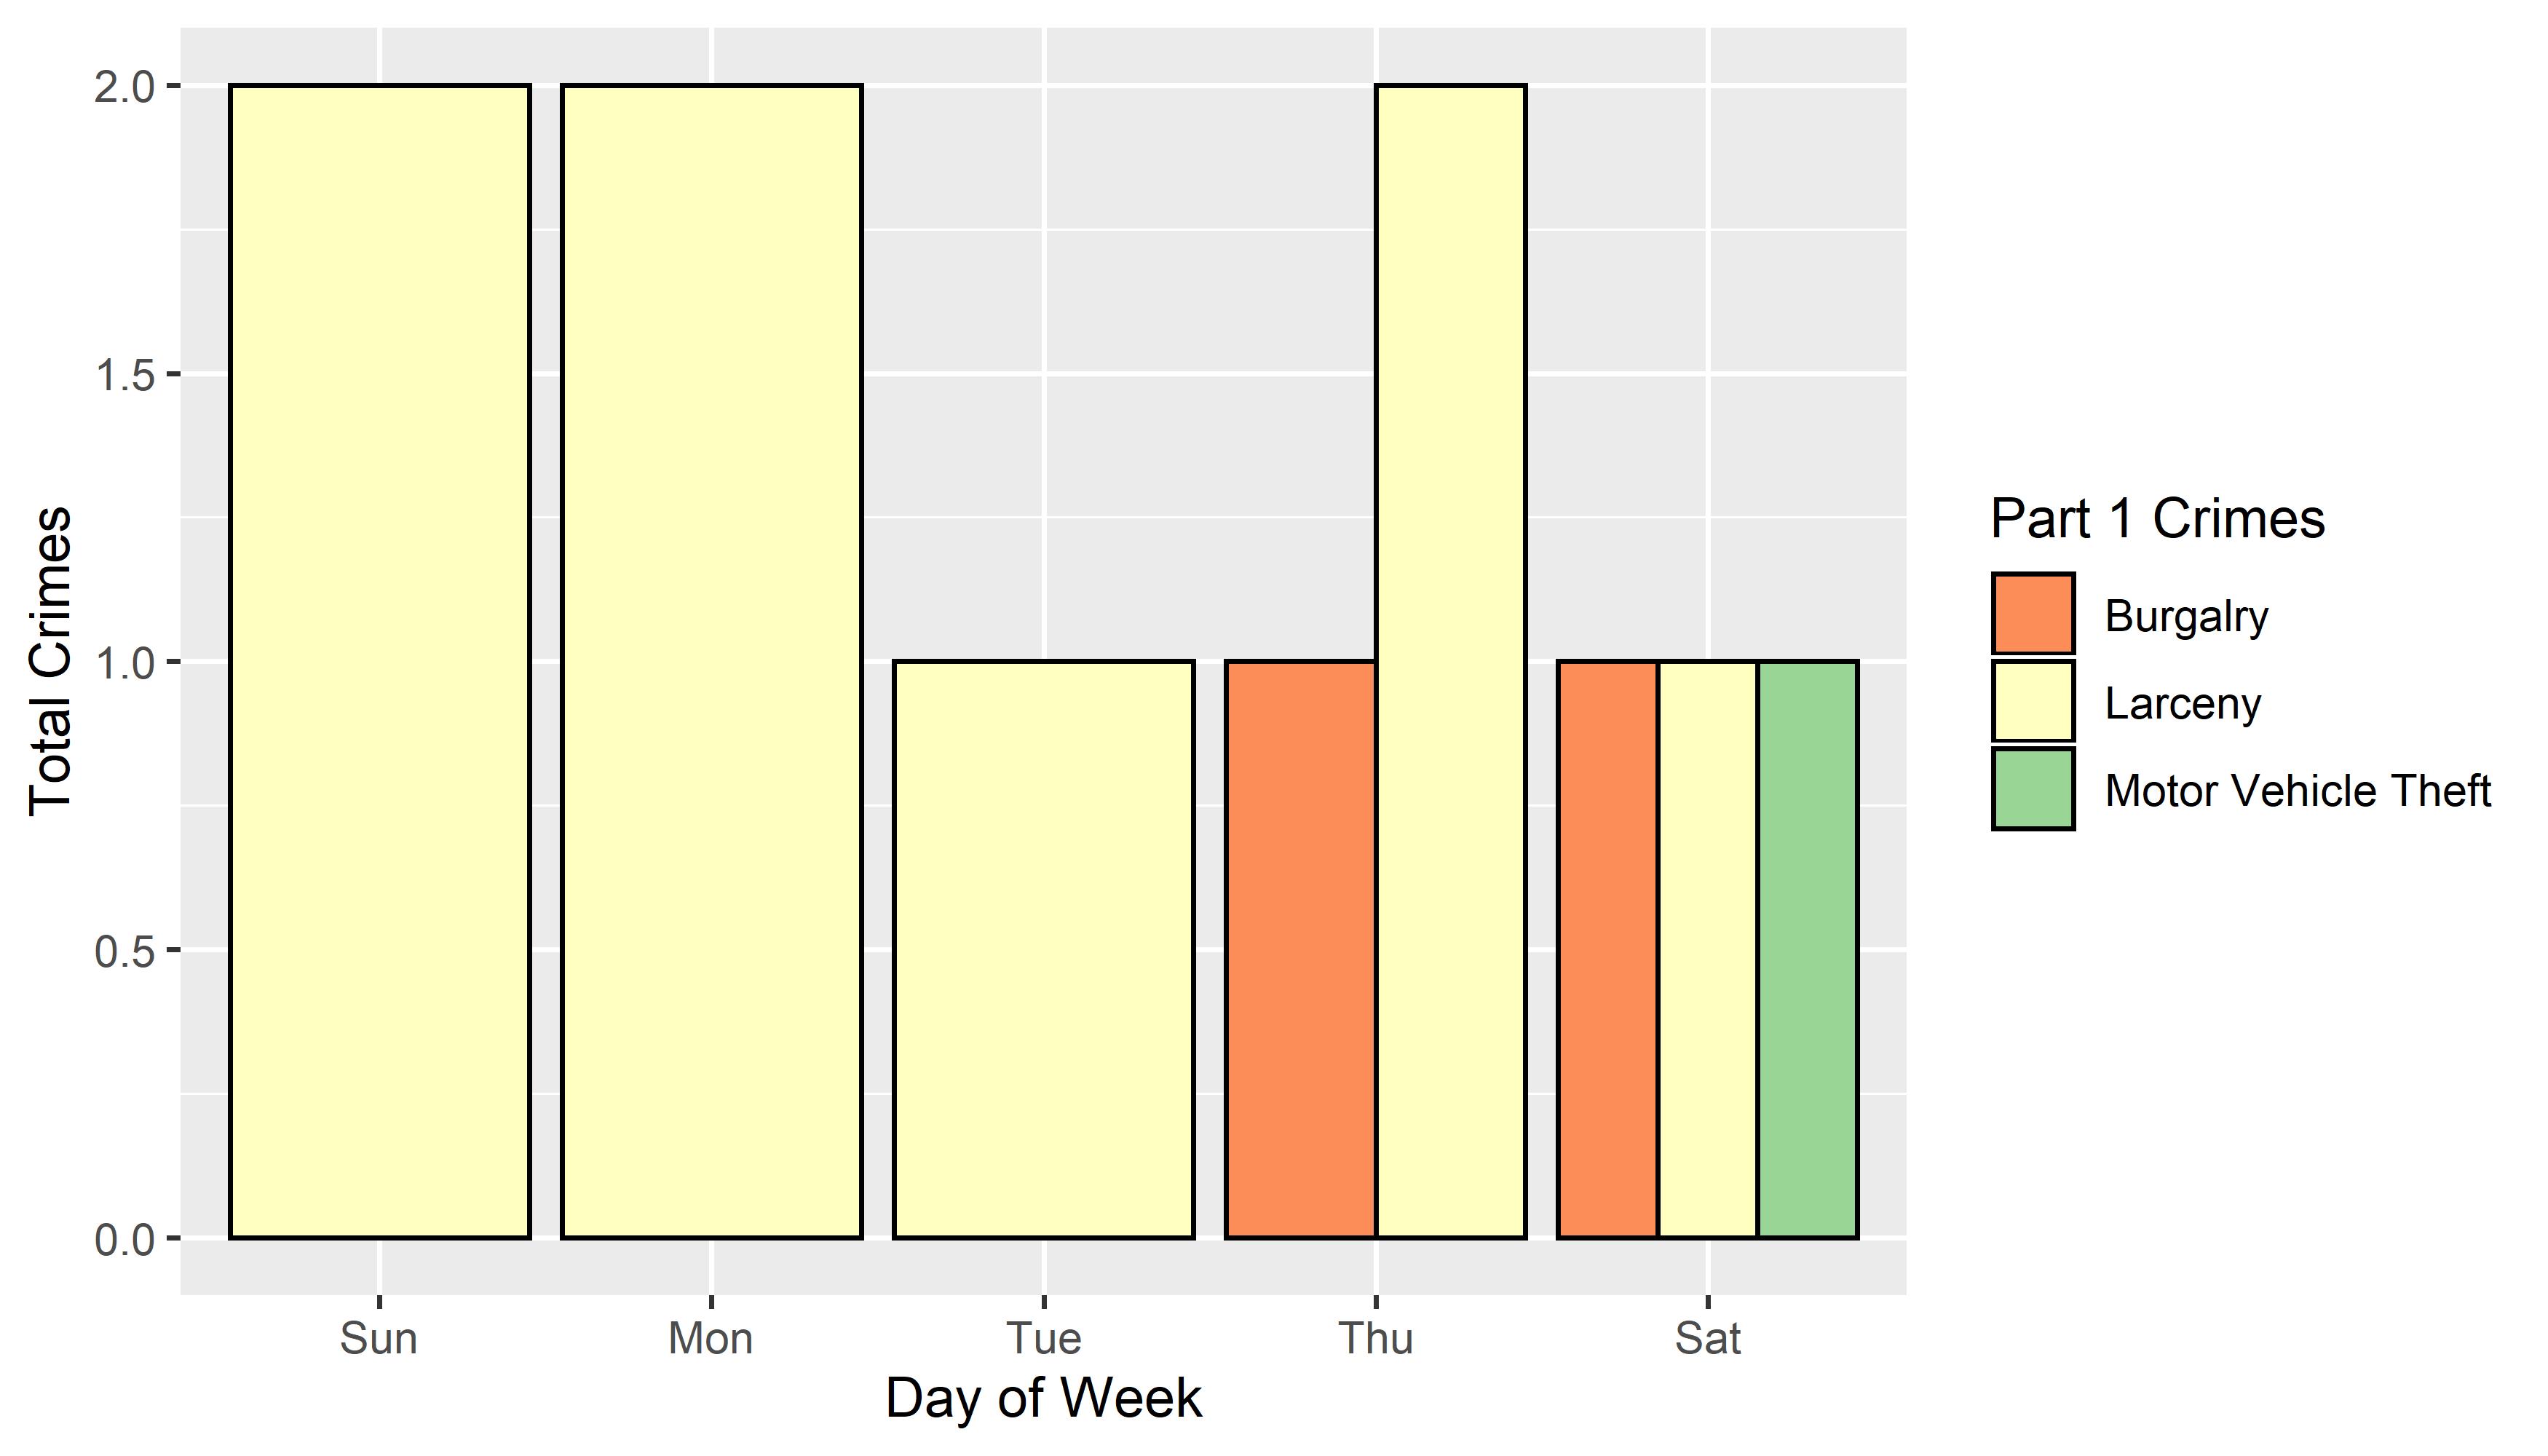 2.0
1.5
1.0
0.5
0.0
Total Crimes
Sun Mon Tue Thu Sat
Day of Week
Part 1 Crimes
Burgalry
Larceny
Motor Vehicle Theft